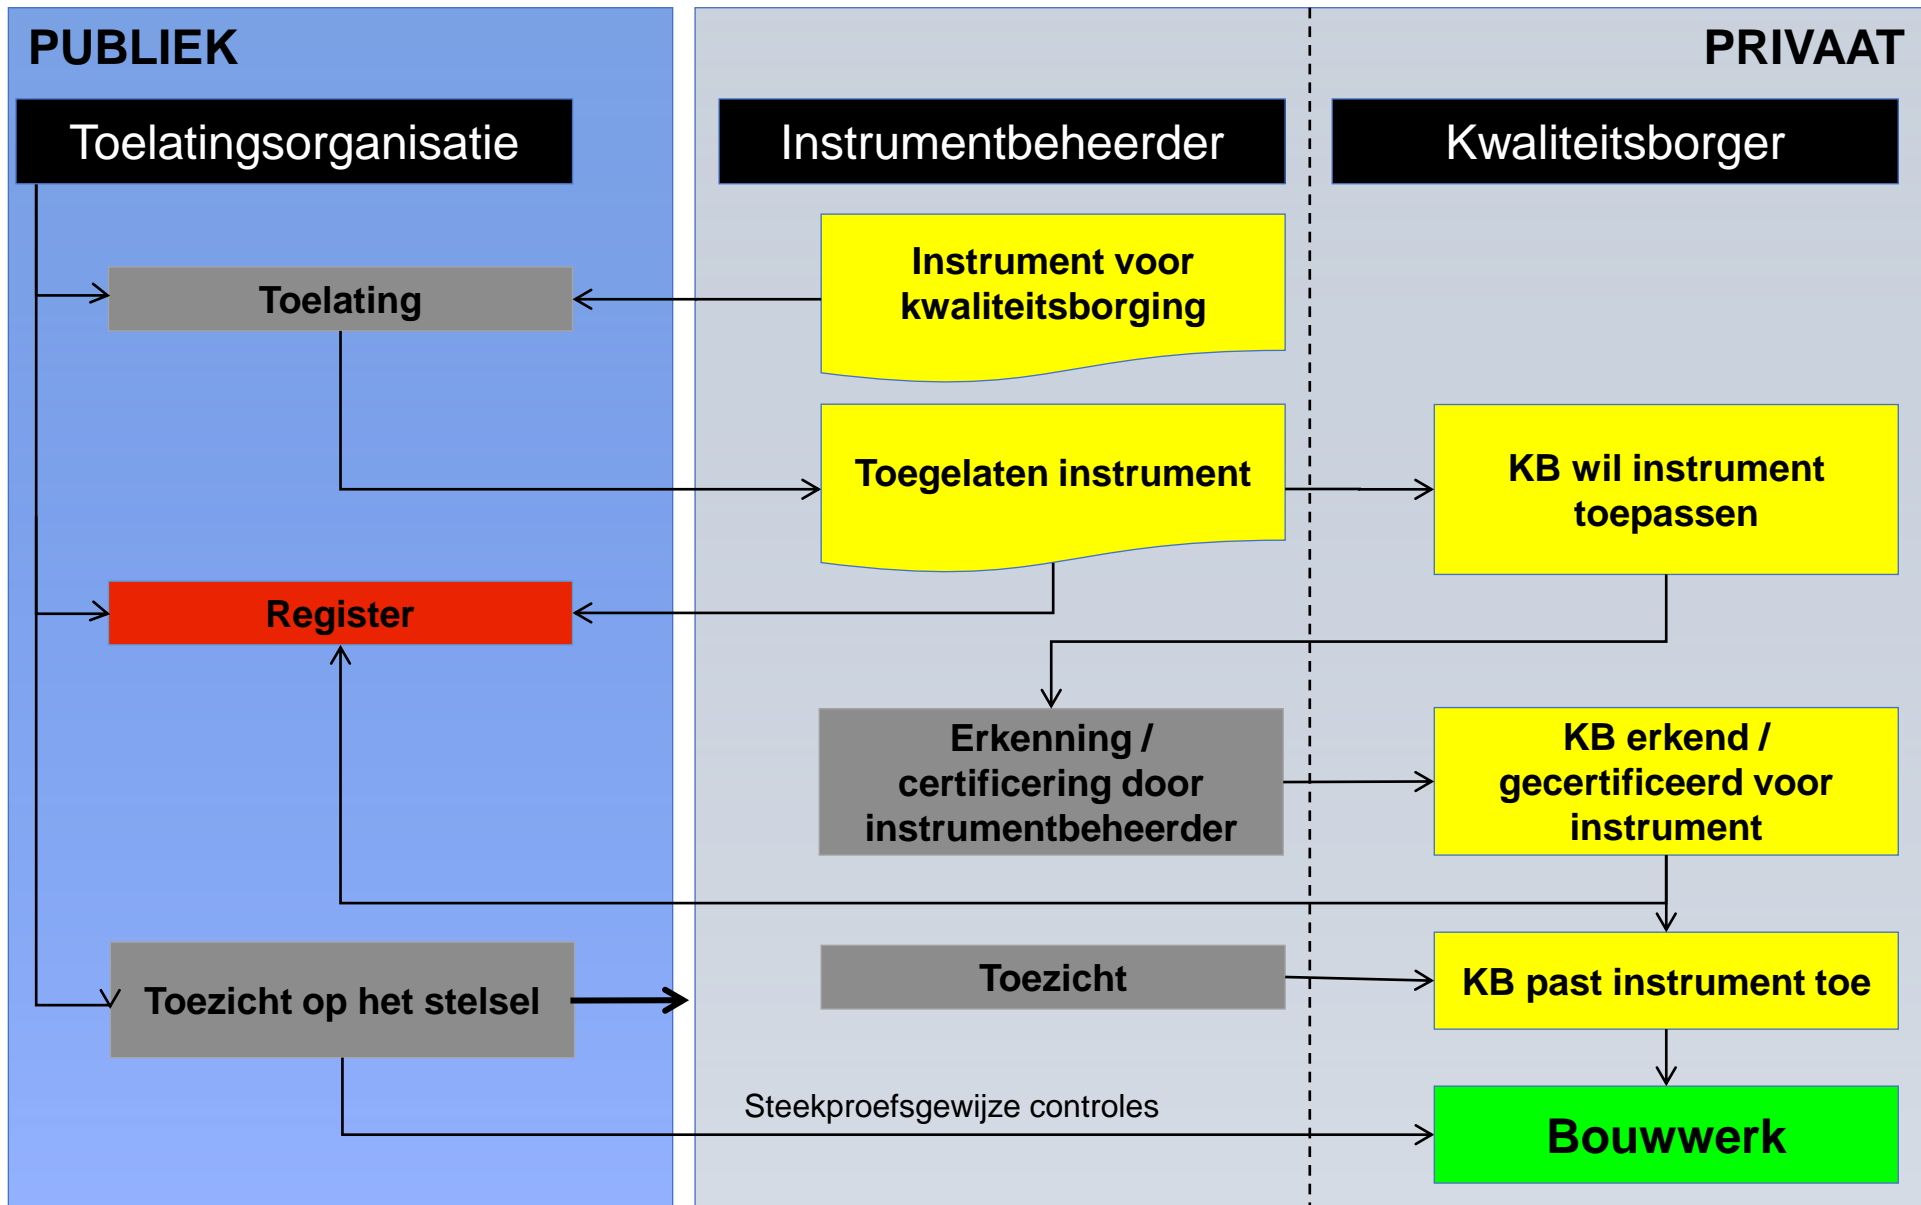 PUBLIEK
PRIVAAT
Toelatingsorganisatie
Instrumentbeheerder
Kwaliteitsborger
Instrument voor
kwaliteitsborging
Toelating
Toegelaten instrument
KB wil instrument
toepassen
Register
Erkenning /
certificering door
instrumentbeheerder
KB erkend /
gecertificeerd voor
instrument
Toezicht op het stelsel
Toezicht
KB past instrument toe
Steekproefsgewijze controles
Bouwwerk